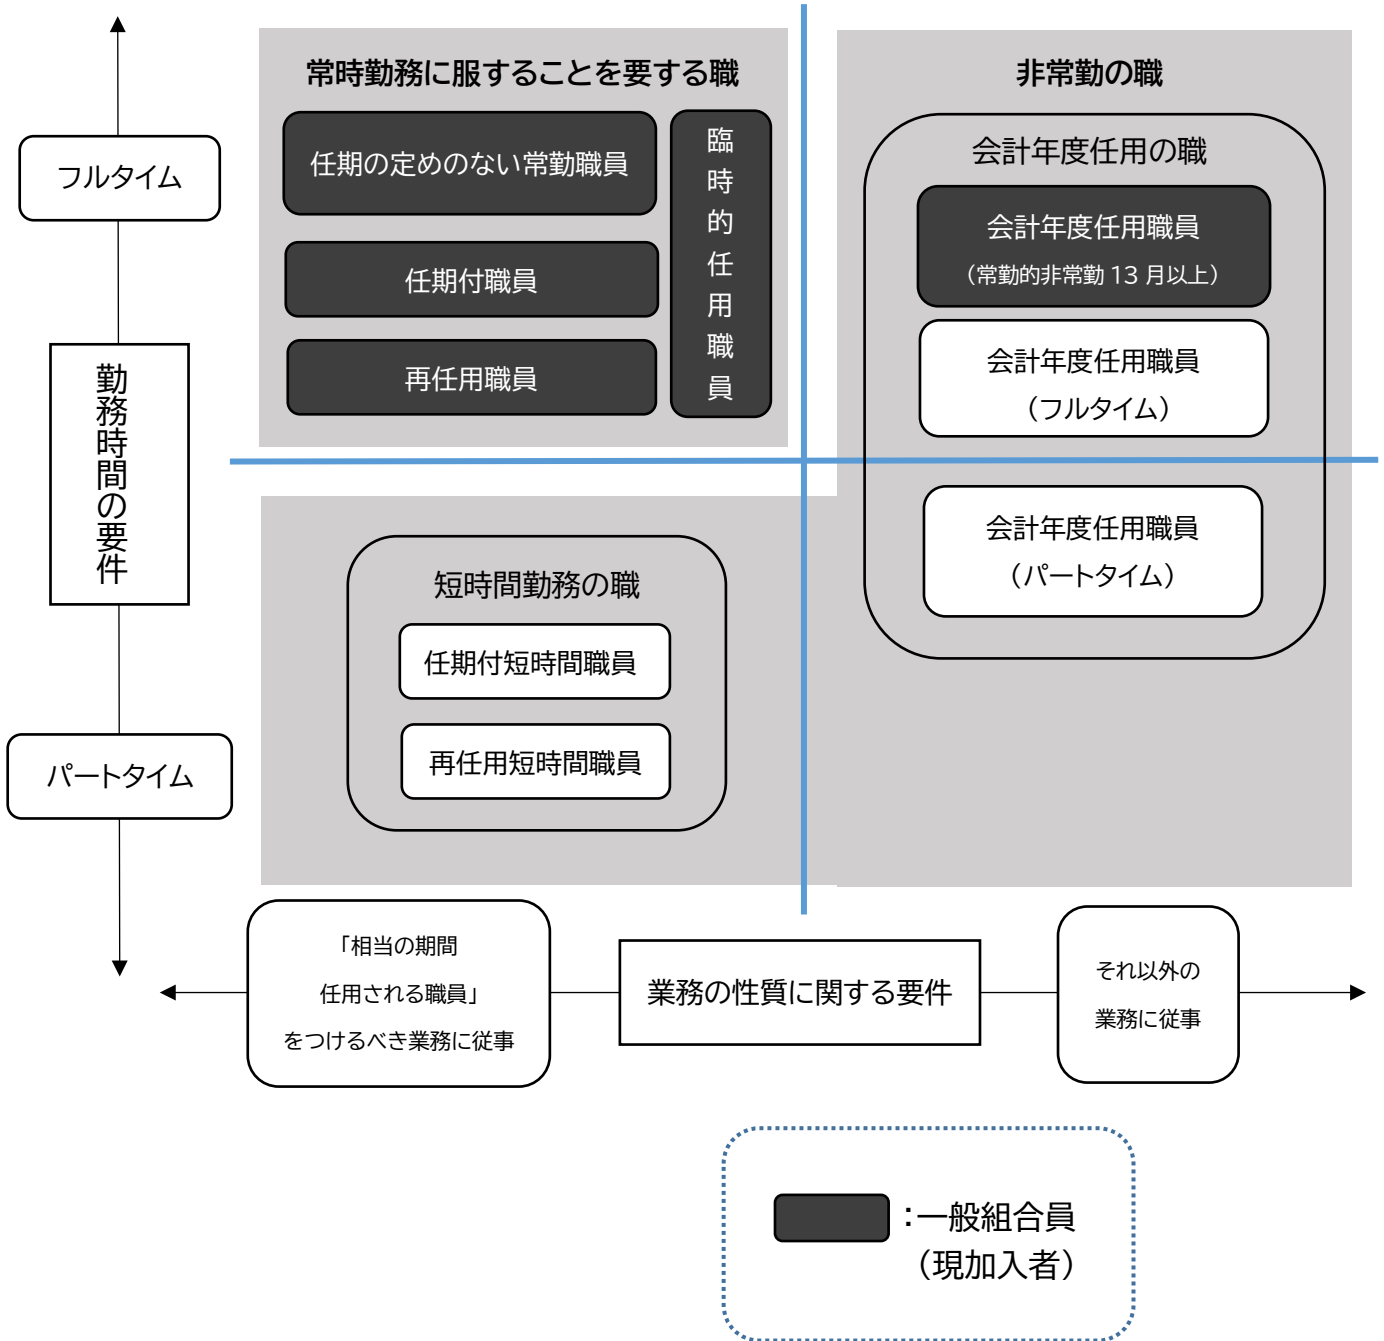 常時勤務に服することを要する職
非常勤の職
フルタイム
任期の定めのない常勤職員
臨時的任用職員
任期付職員
再任用職員
会計年度任用の職
会計年度任用職員
（常勤的非常勤 13 月以上）
会計年度任用職員
（フルタイム）
勤務時間の要件
会計年度任用職員
（パートタイム）
短時間勤務の職
任期付短時間職員
再任用短時間職員
パートタイム
「相当の期間
任用される職員」
をつけるべき業務に従事
業務の性質に関する要件
それ以外の
業務に従事
：一般組合員
（現加入者）